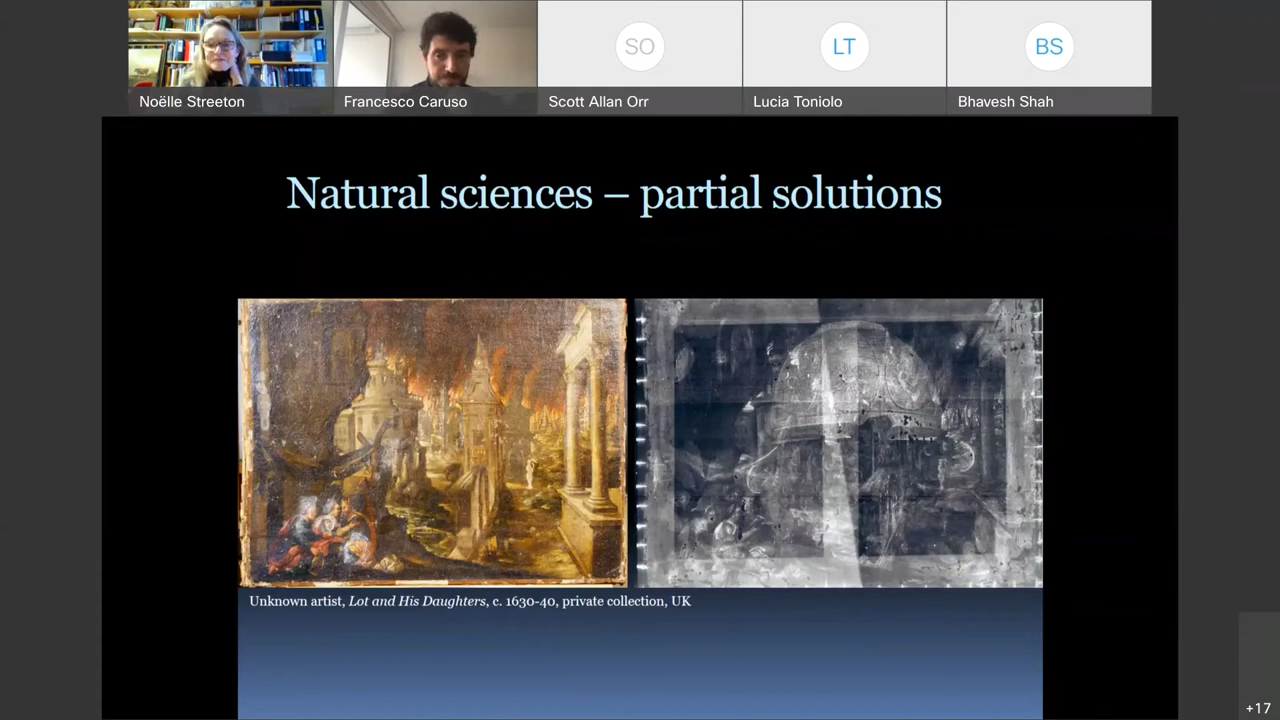 SO
LT
BS
Noëlle Streeton
Francesco Caruso
Scott Allan Orr
Lucia Toniolo
Bhavesh Shah
Natural sciences – partial solutions
Unknown artist, Lot and His Daughters, c. 1630-40, private collection, UK
+17